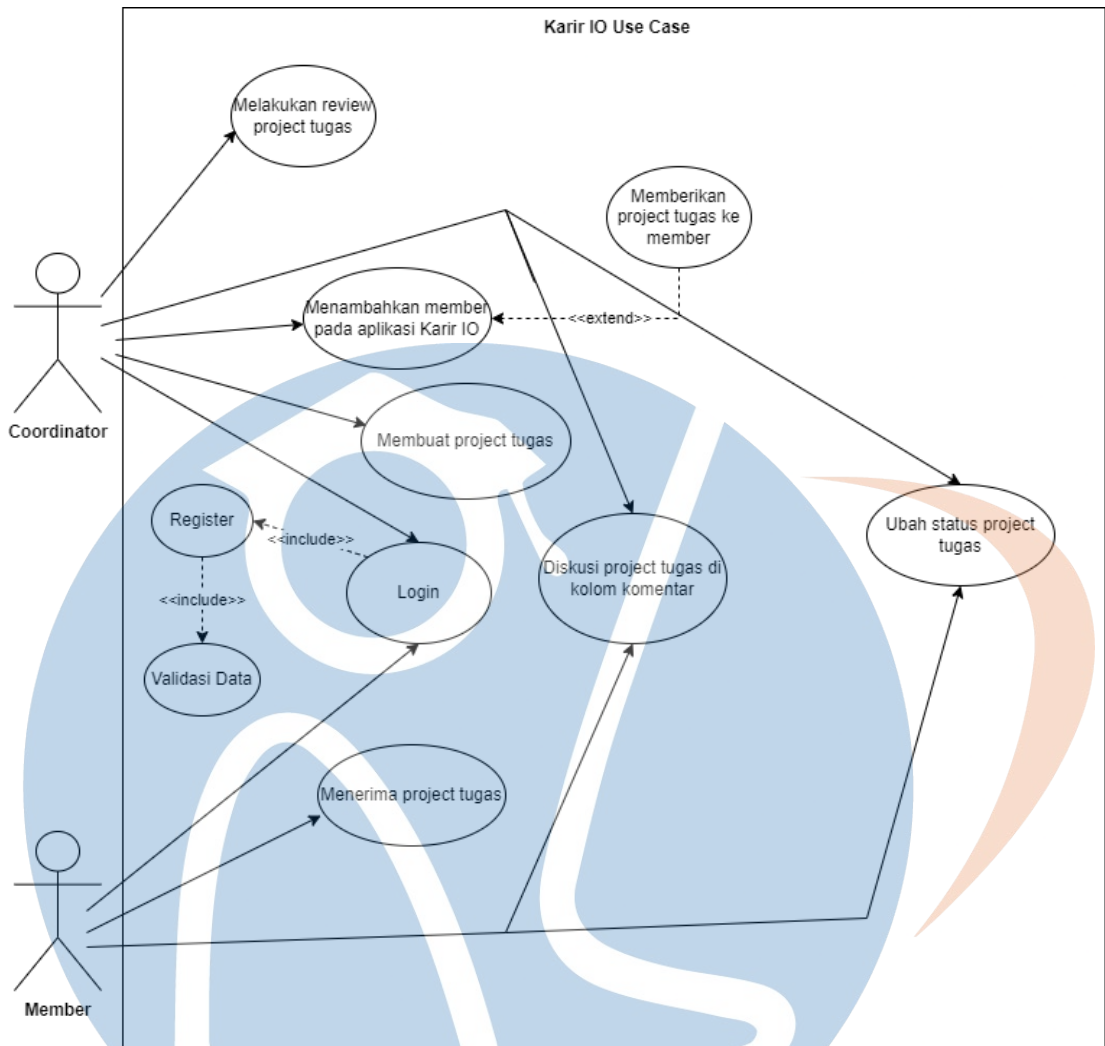 Karir IO Use Case
Melakukan review
project tugas
Memberikan
project tugas ke
member
Menambahkan member
pada aplikasi Karir IO
<<extend>>
Coordinator
Membuat project tugas
Register
<<include>>
Ubah status project
tugas
Diskusi project tugas di
kolom komentar
Login
<<include>>
Validasi Data
Menerima project tugas
Member